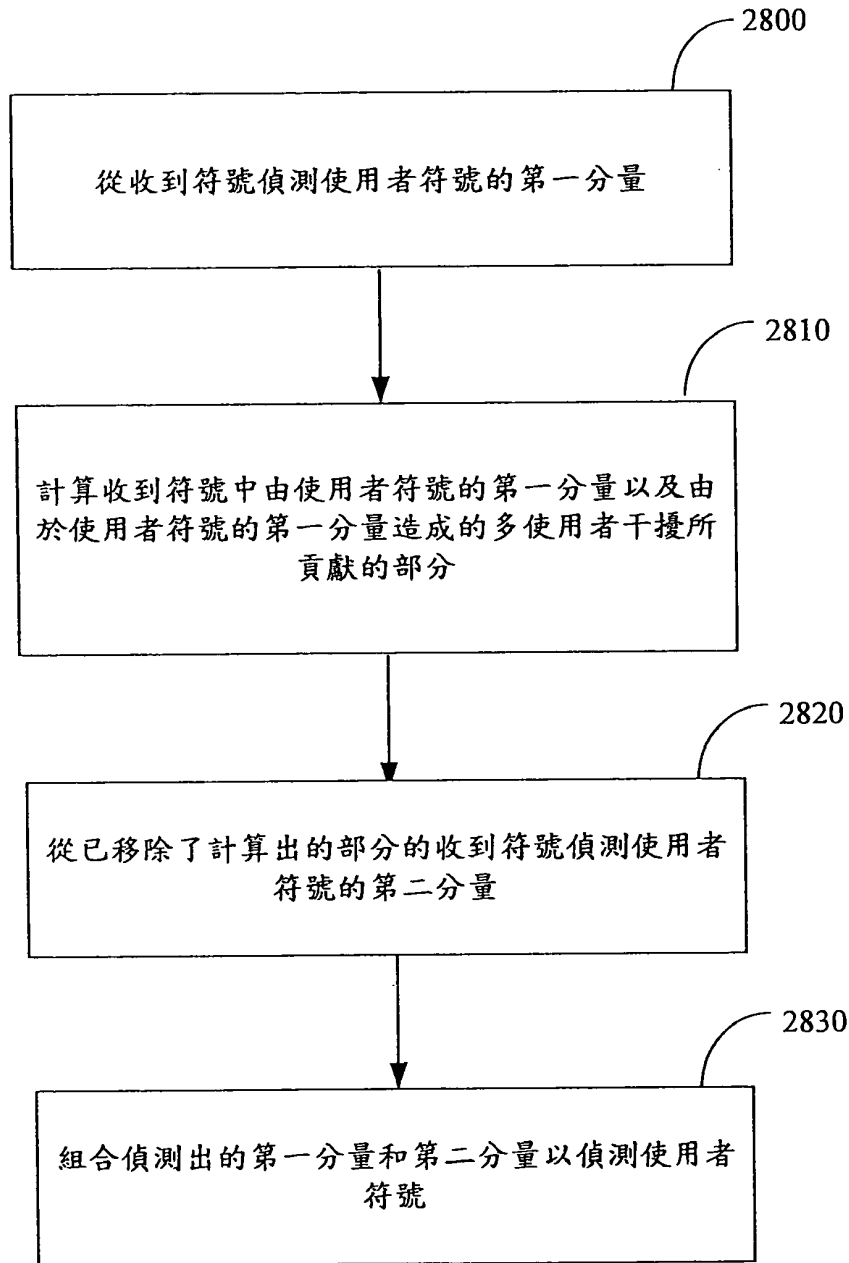 2800
從收到符號偵測使用者符號的第一分量
2810
計算收到符號中由使用者符號的第一分量以及由
於使用者符號的第一分量造成的多使用者干擾所
貢獻的部分
2820
從已移除了計算出的部分的收到符號偵測使用者
符號的第二分量
2830
組合偵測出的第一分量和第二分量以偵測使用者
符號